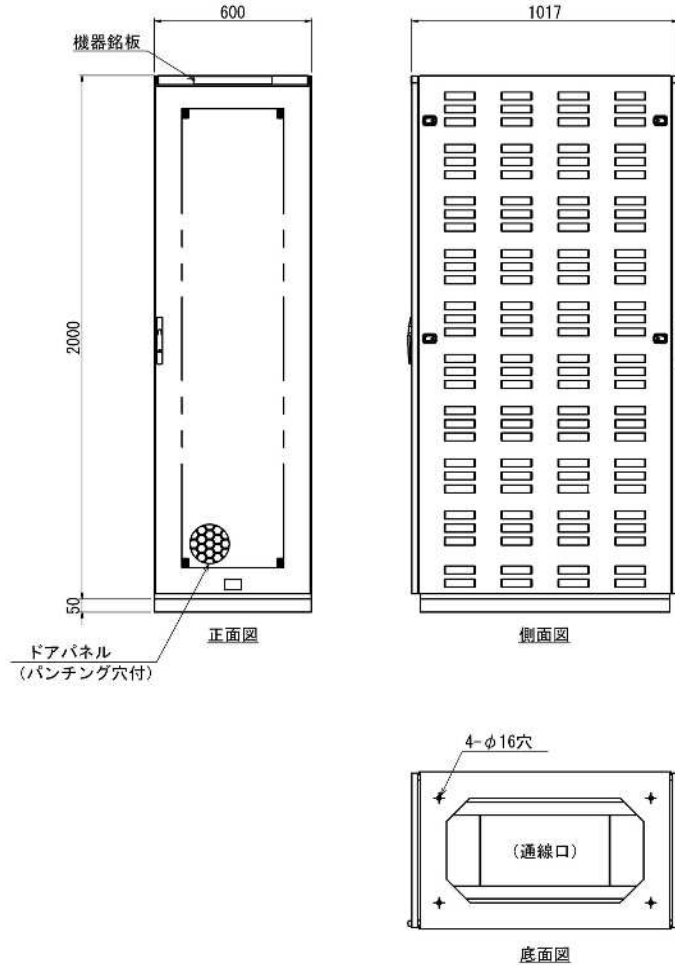 600
1017
機器銘板
2000
50
正面図
側面図
ドアパネル
(パンチング穴付)
4-φ16穴
(通線口)
底面図